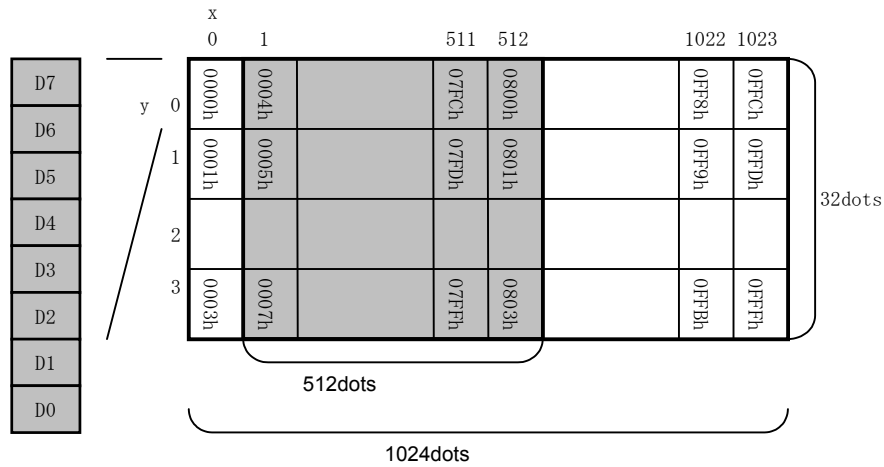 x
0 1 511 512 1022 1023
D7
D6
D5
D4
D3
D2
D1
D0
y 0 0000h 0004h 07FCh 0800h 0FF8h 0FFCh
1 0001h 0005h 07FDh 0801h 0FF9h 0FFDh
2
3 0003h 0007h 07FFh 0803h 0FFBh 0FFFh
32dots
512dots
1024dots